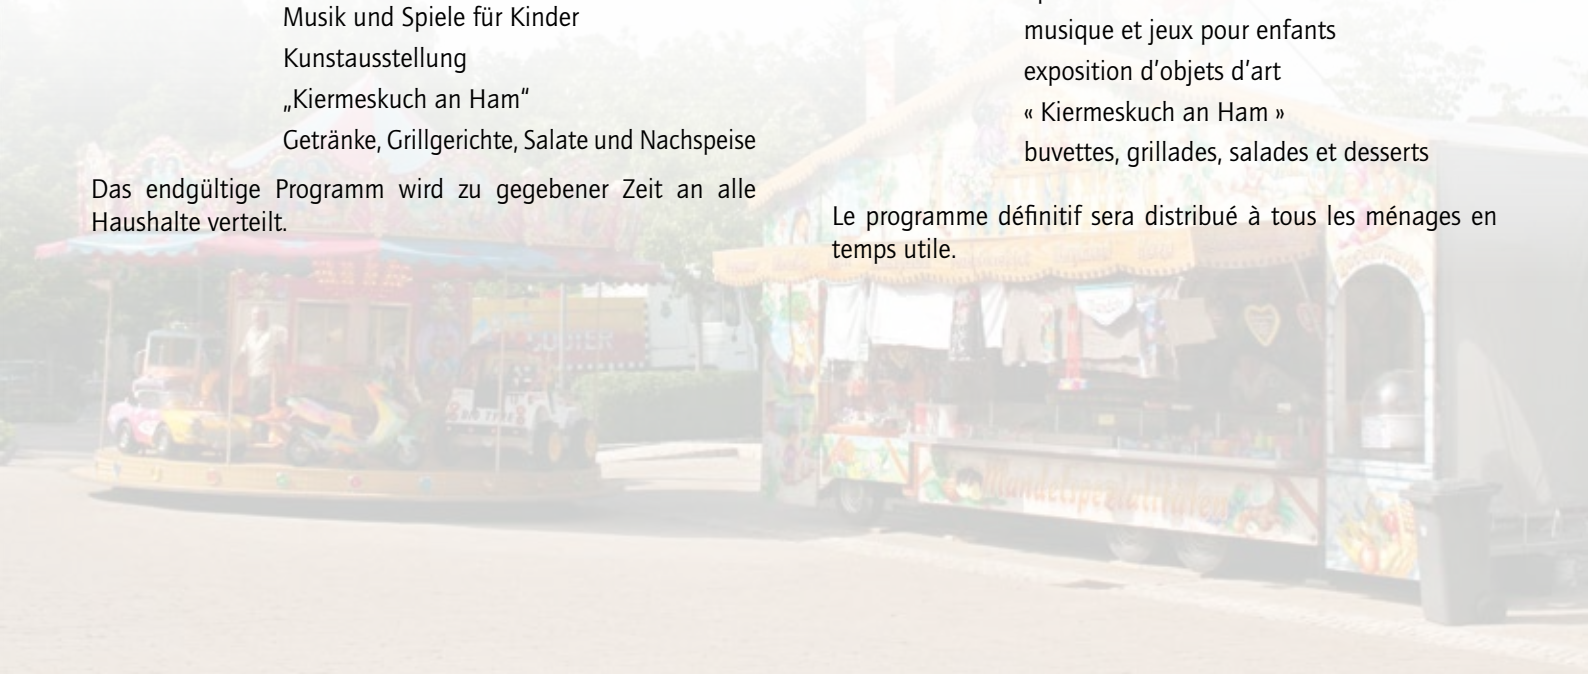 Musik und Spiele für Kinder
Kunstausstellung
„Kiermeskuch an Ham“
Getränke, Grillgerichte, Salate und Nachspeise
Das endgültige Programm wird zu gegebener Zeit an alle
Haushalte verteilt.
musique et jeux pour enfants
exposition d’objets d’art
« Kiermeskuch an Ham »
buvettes, grillades, salades et desserts
Le programme définitif sera distribué à tous les ménages en
temps utile.
Mandelspezialitäten